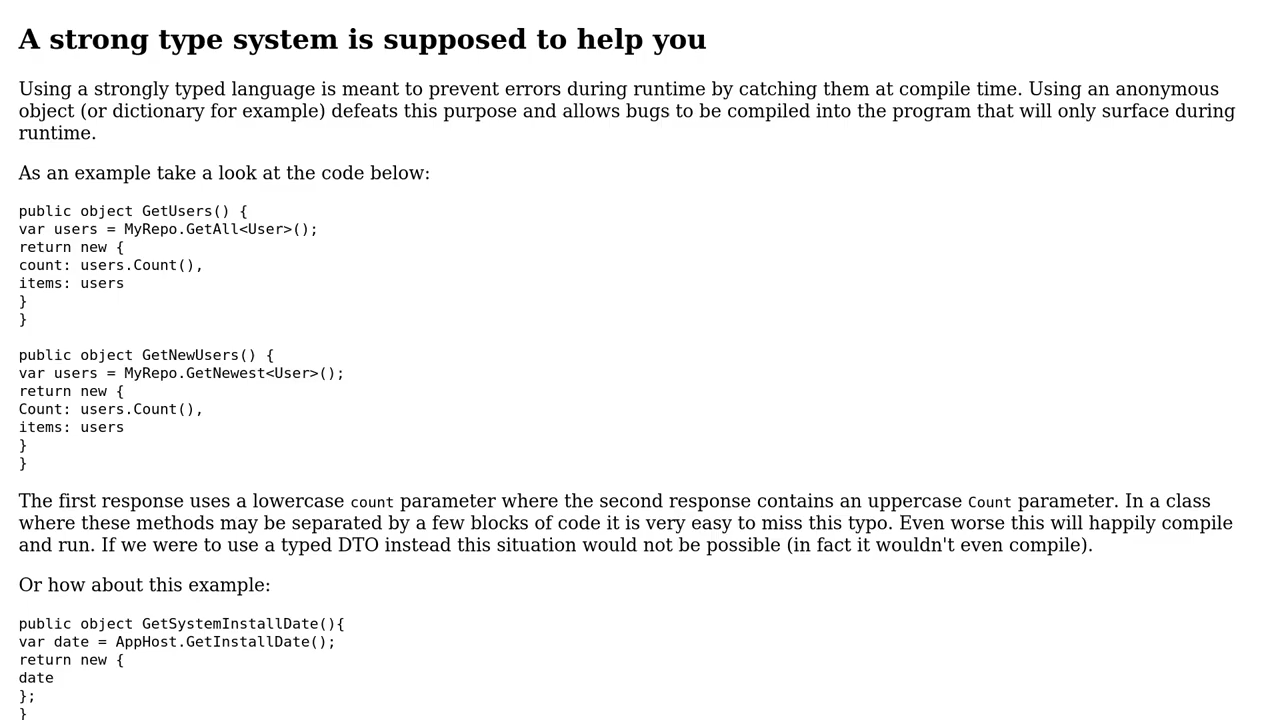 A strong type system is supposed to help you
Using a strongly typed language is meant to prevent errors during runtime by catching them at compile time. Using an anonymous
object (or dictionary for example) defeats this purpose and allows bugs to be compiled into the program that will only surface during
runtime.
As an example take a look at the code below:
public object GetUsers() {
var users = MyRepo.GetAll<User>();
return new {
count: users.Count(),
items: users
}
}
public object GetNewUsers() {
var users = MyRepo.GetNewest<User>();
return new {
Count: users.Count(),
items: users
}
}
The first response uses a lowercase count parameter where the second response contains an uppercase Count parameter. In a class
where these methods may be separated by a few blocks of code it is very easy to miss this typo. Even worse this will happily compile
and run. If we were to use a typed DTO instead this situation would not be possible (in fact it wouldn't even compile).
Or how about this example:
public object GetSystemInstallDate(){
var date = AppHost.GetInstallDate();
return new {
date
};
}